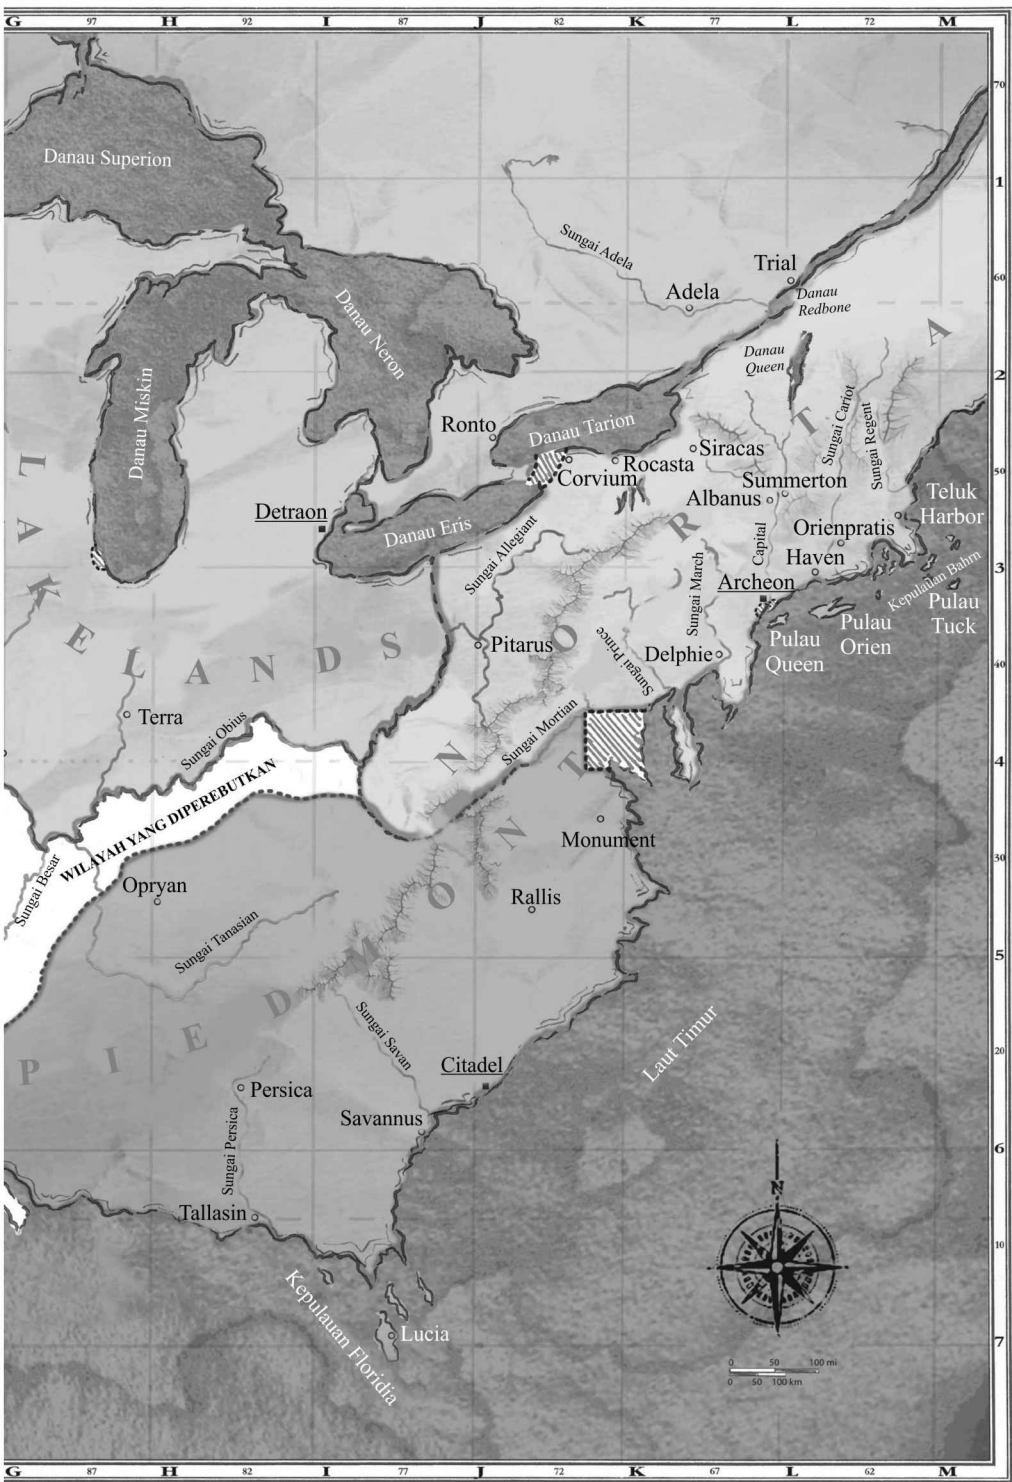 G 97 H 92 I 87 J 82 K 77 L 72 M
70
Danau Superion
1
Sungai Adela
Trial
60
Adela
Danau
Redbone
Danau Neron
A
Danau
Queen
2
Danau Miskin
T
Sungai Cariot
Sungai Regent
Ronto
Danau Tarion
Siracas
L
Corvium
Rocasta
50
Summerton
Albanus
Teluk
Harbor
Detraon
Danau Eris
R
Orienpratis
A
Sungai Allegiant
Capital
Haven
3
Kepulauan Bahrn
K
Sungai March
Archeon
Pulau
Tuck
Pulau
Orien
Pulau
Queen
E
O
Pitarus
Sungai Prince
Delphie
L A N D S
40
Terra
Sungai Obius
Sungai Mortian
N
T
4
WILAYAH YANG DIPEREBUTKAN
N
Monument
30
Sungai Besar
Opryan
O
Rallis
Sungai Tanasian
M
5
D
Sungai Savan
Laut Timur
E
20
P I
Citadel
Persica
Savannus
Sungai Persica
6
N
Tallasin
10
Kepulauan Floridia
Lucia
7
0 50 100 mi
0 50 100 km
G 87 H 82 I 77 J 72 K 67 L 62 M